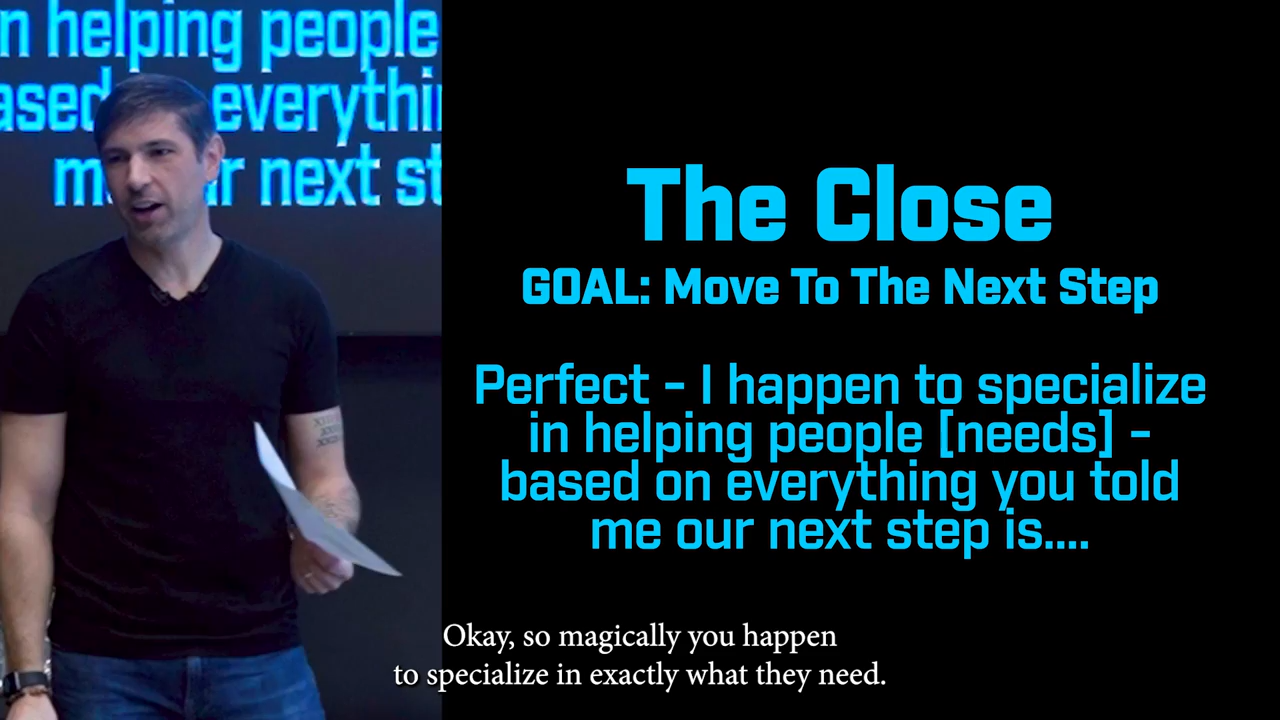 n helping people
ased everythi
m r next st
The Close
GOAL: Move To The Next Step
Perfect - I happen to specialize
in helping people [needs] -
based on everything you told
me our next step is....
Okay, so magically you happen
to specialize in exactly what they need.